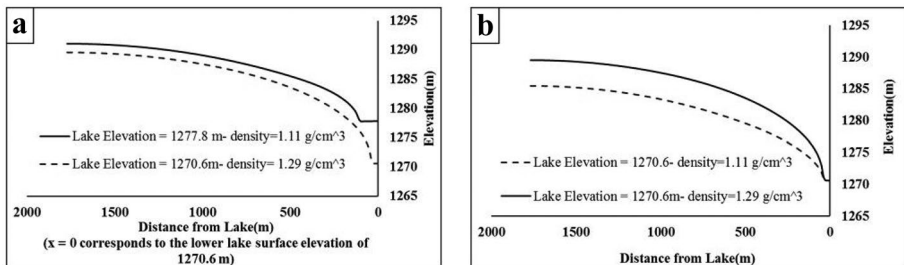 a
1295
1290
1285
1280
1275
1270
1265
Elevation(m)
Lake Elevation = 1277.8 m- density=1.11 g/cm^3
Lake Elevation = 1270.6m- density= 1.29 g/cm^3
2000 1500 1000 500 0
Distance from Lake(m)
(x = 0 corresponds to the lower lake surface elevation of
1270.6 m)
b
1295
1290
1285
1280
1275
1270
1265
Elevation(m)
Lake Elevation = 1270.6- density=1.11 g/cm^3
Lake Elevation = 1270.6m- density=1.29 g/cm^3
2000 1500 1000 500 0
Distance from Lake(m)